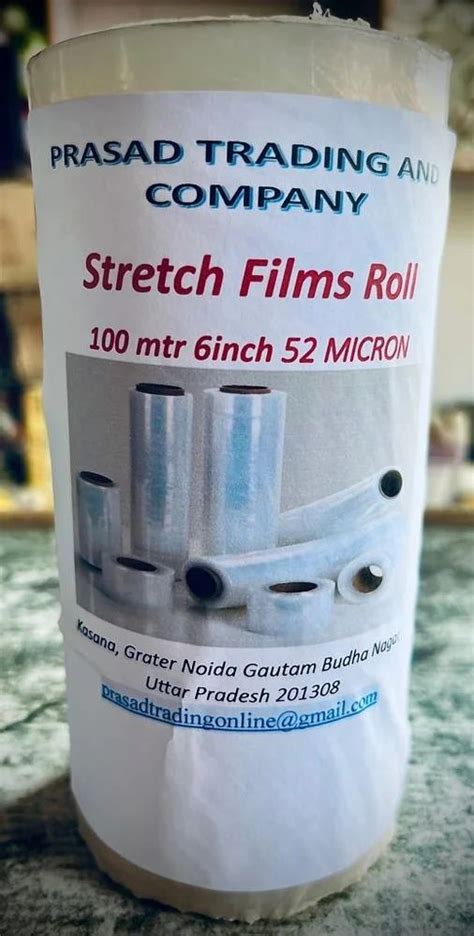 PRASAD TRADING AND
COMPANY
Stretch Films Roll
100 mtr 6inch 52 MICRON
Kasana, Grater Noida Gautam Budha Nagar
Uttar Pradesh 201308
prasadtradingonline@gmail.com